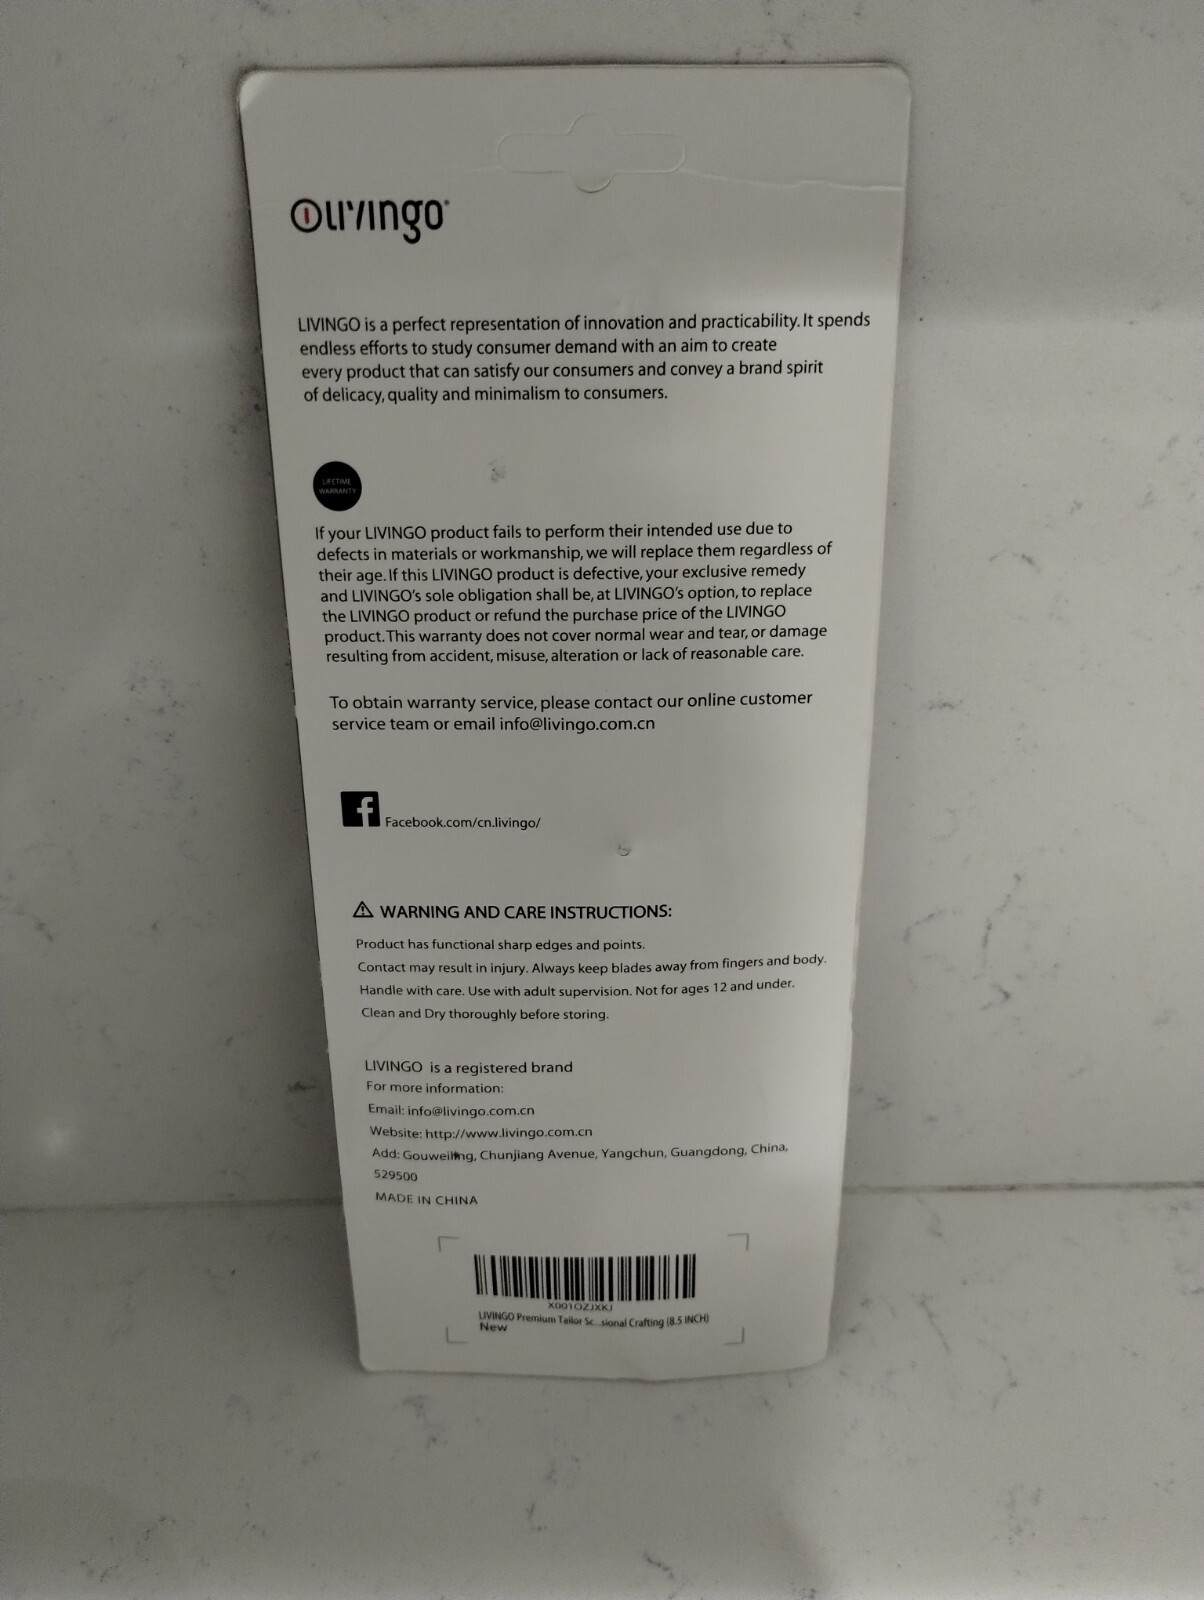 livingo®
LIVINGO is a perfect representation of innovation and practicability. It spends
endless efforts to study consumer demand with an aim to create
every product that can satisfy our consumers and convey a brand spirit
of delicacy, quality and minimalism to consumers.
LIFETIME
WARRANTY
If your LIVINGO product fails to perform their intended use due to
defects in materials or workmanship, we will replace them regardless of
their age. If this LIVINGO product is defective, your exclusive remedy
and LIVINGO's sole obligation shall be, at LIVINGO's option, to replace
the LIVINGO product or refund the purchase price of the LIVINGO
product. This warranty does not cover normal wear and tear, or damage
resulting from accident, misuse, alteration or lack of reasonable care.
To obtain warranty service, please contact our online customer
service team or email info@livingo.com.cn
f Facebook.com/cn.livingo/
⚠ WARNING AND CARE INSTRUCTIONS:
Product has functional sharp edges and points.
Contact may result in injury. Always keep blades away from fingers and body.
Handle with care. Use with adult supervision. Not for ages 12 and under.
Clean and Dry thoroughly before storing.
LIVINGO is a registered brand
For more information:
Email: info@livingo.com.cn
Website: http://www.livingo.com.cn
Add: Chunjiang Avenue, Yangchun, Guangdong, China,
529500
MADE IN CHINA
X001OZJXKJ
LIVINGO Premium Tailor Sc...sional Crafting (8.5 INCH)
New